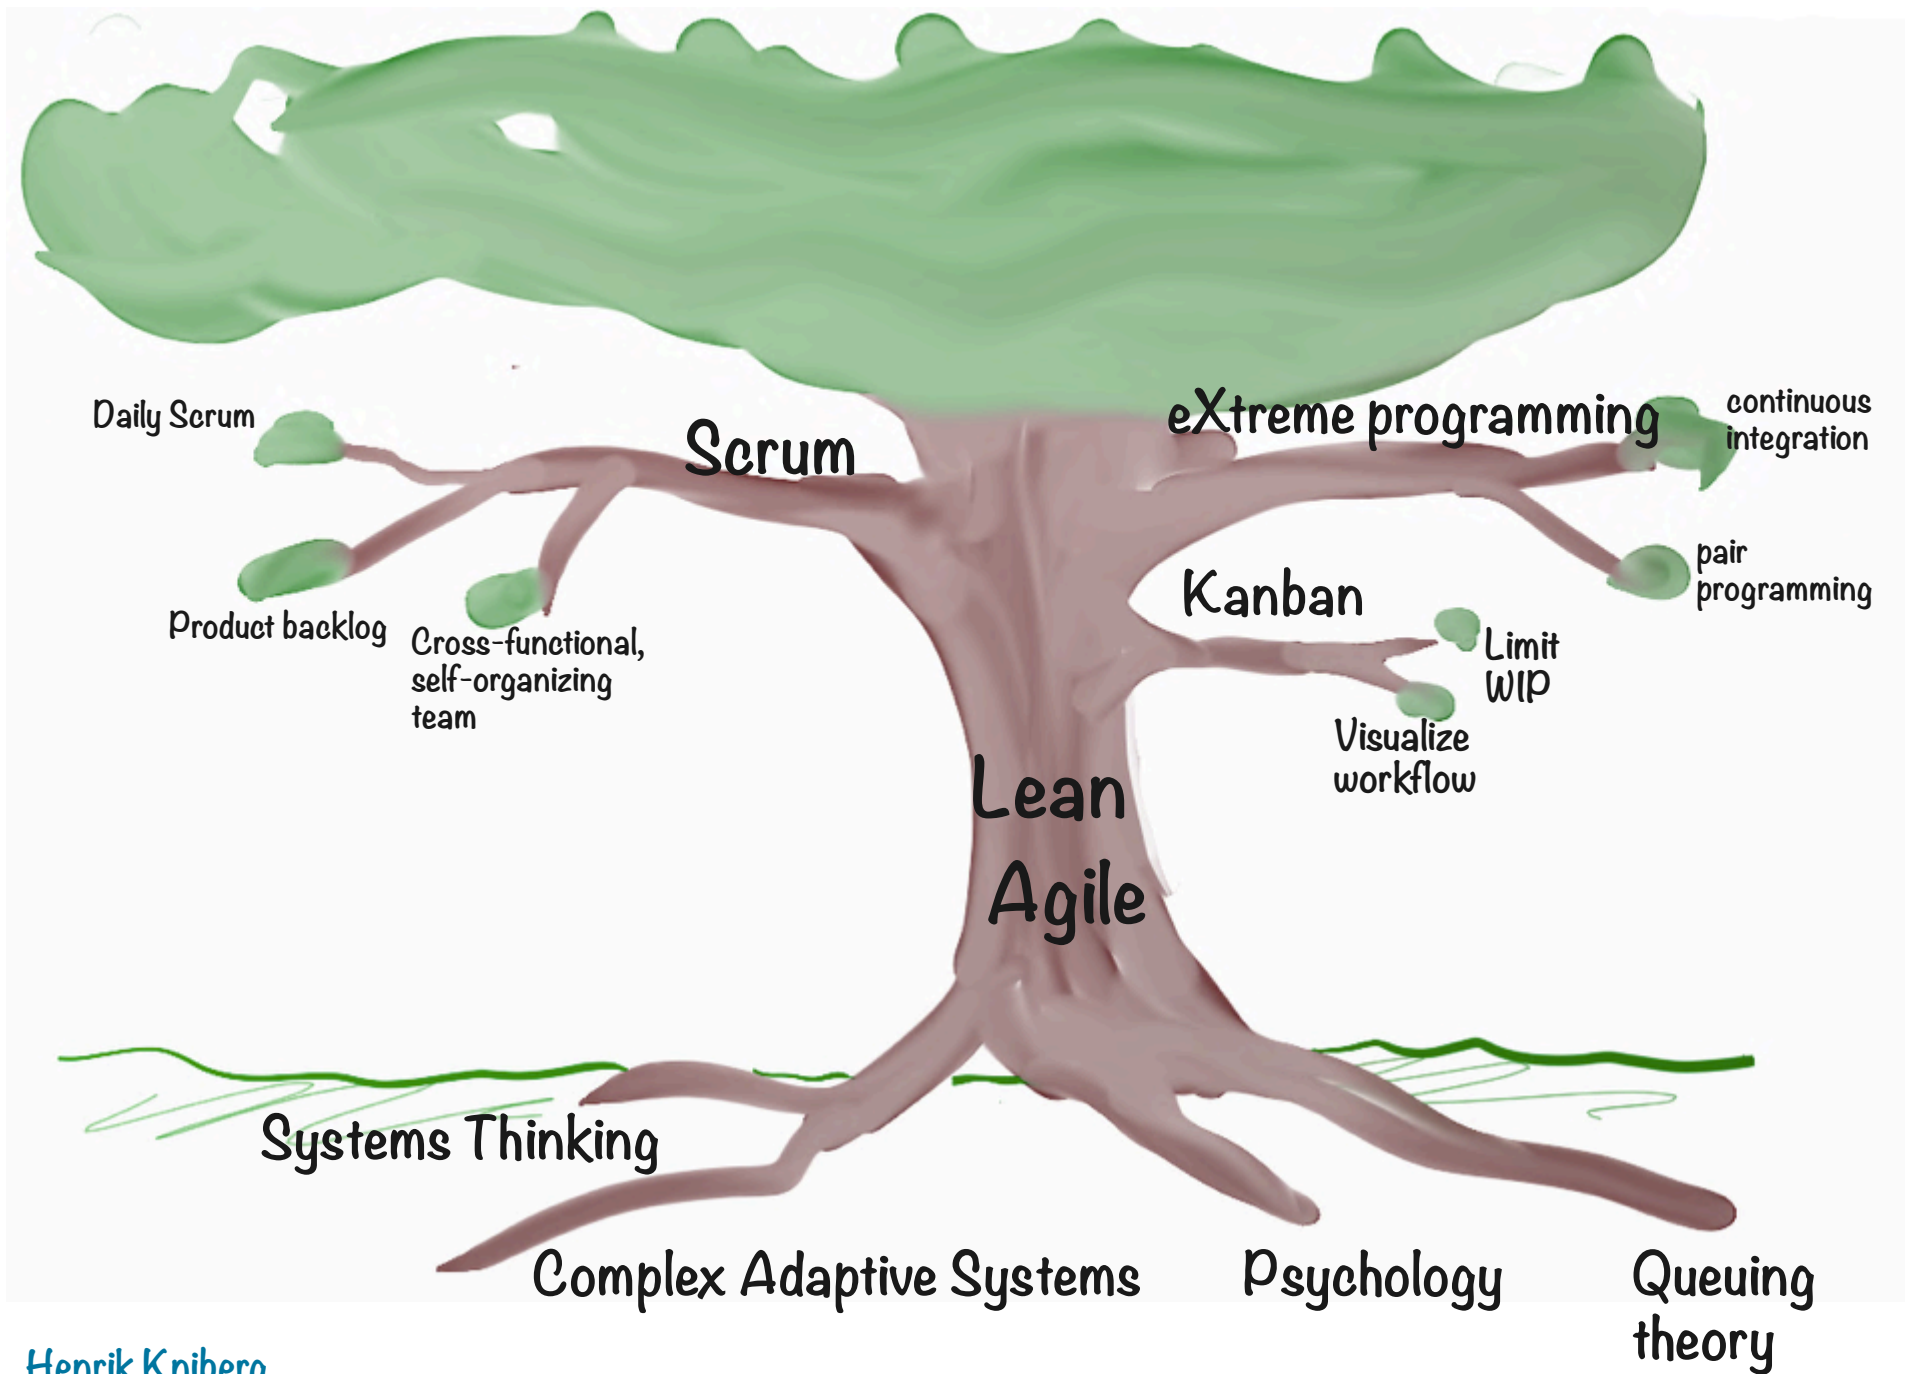 Daily Scrum
Scrum
eXtreme programming
continuous
integration
Product backlog
Cross-functional,
self-organizing
team
pair
programming
Kanban
Limit
WIP
Visualize
workflow
Lean
Agile
Systems Thinking
Complex Adaptive Systems
Psychology
Queuing
theory
Henrik Kniberg